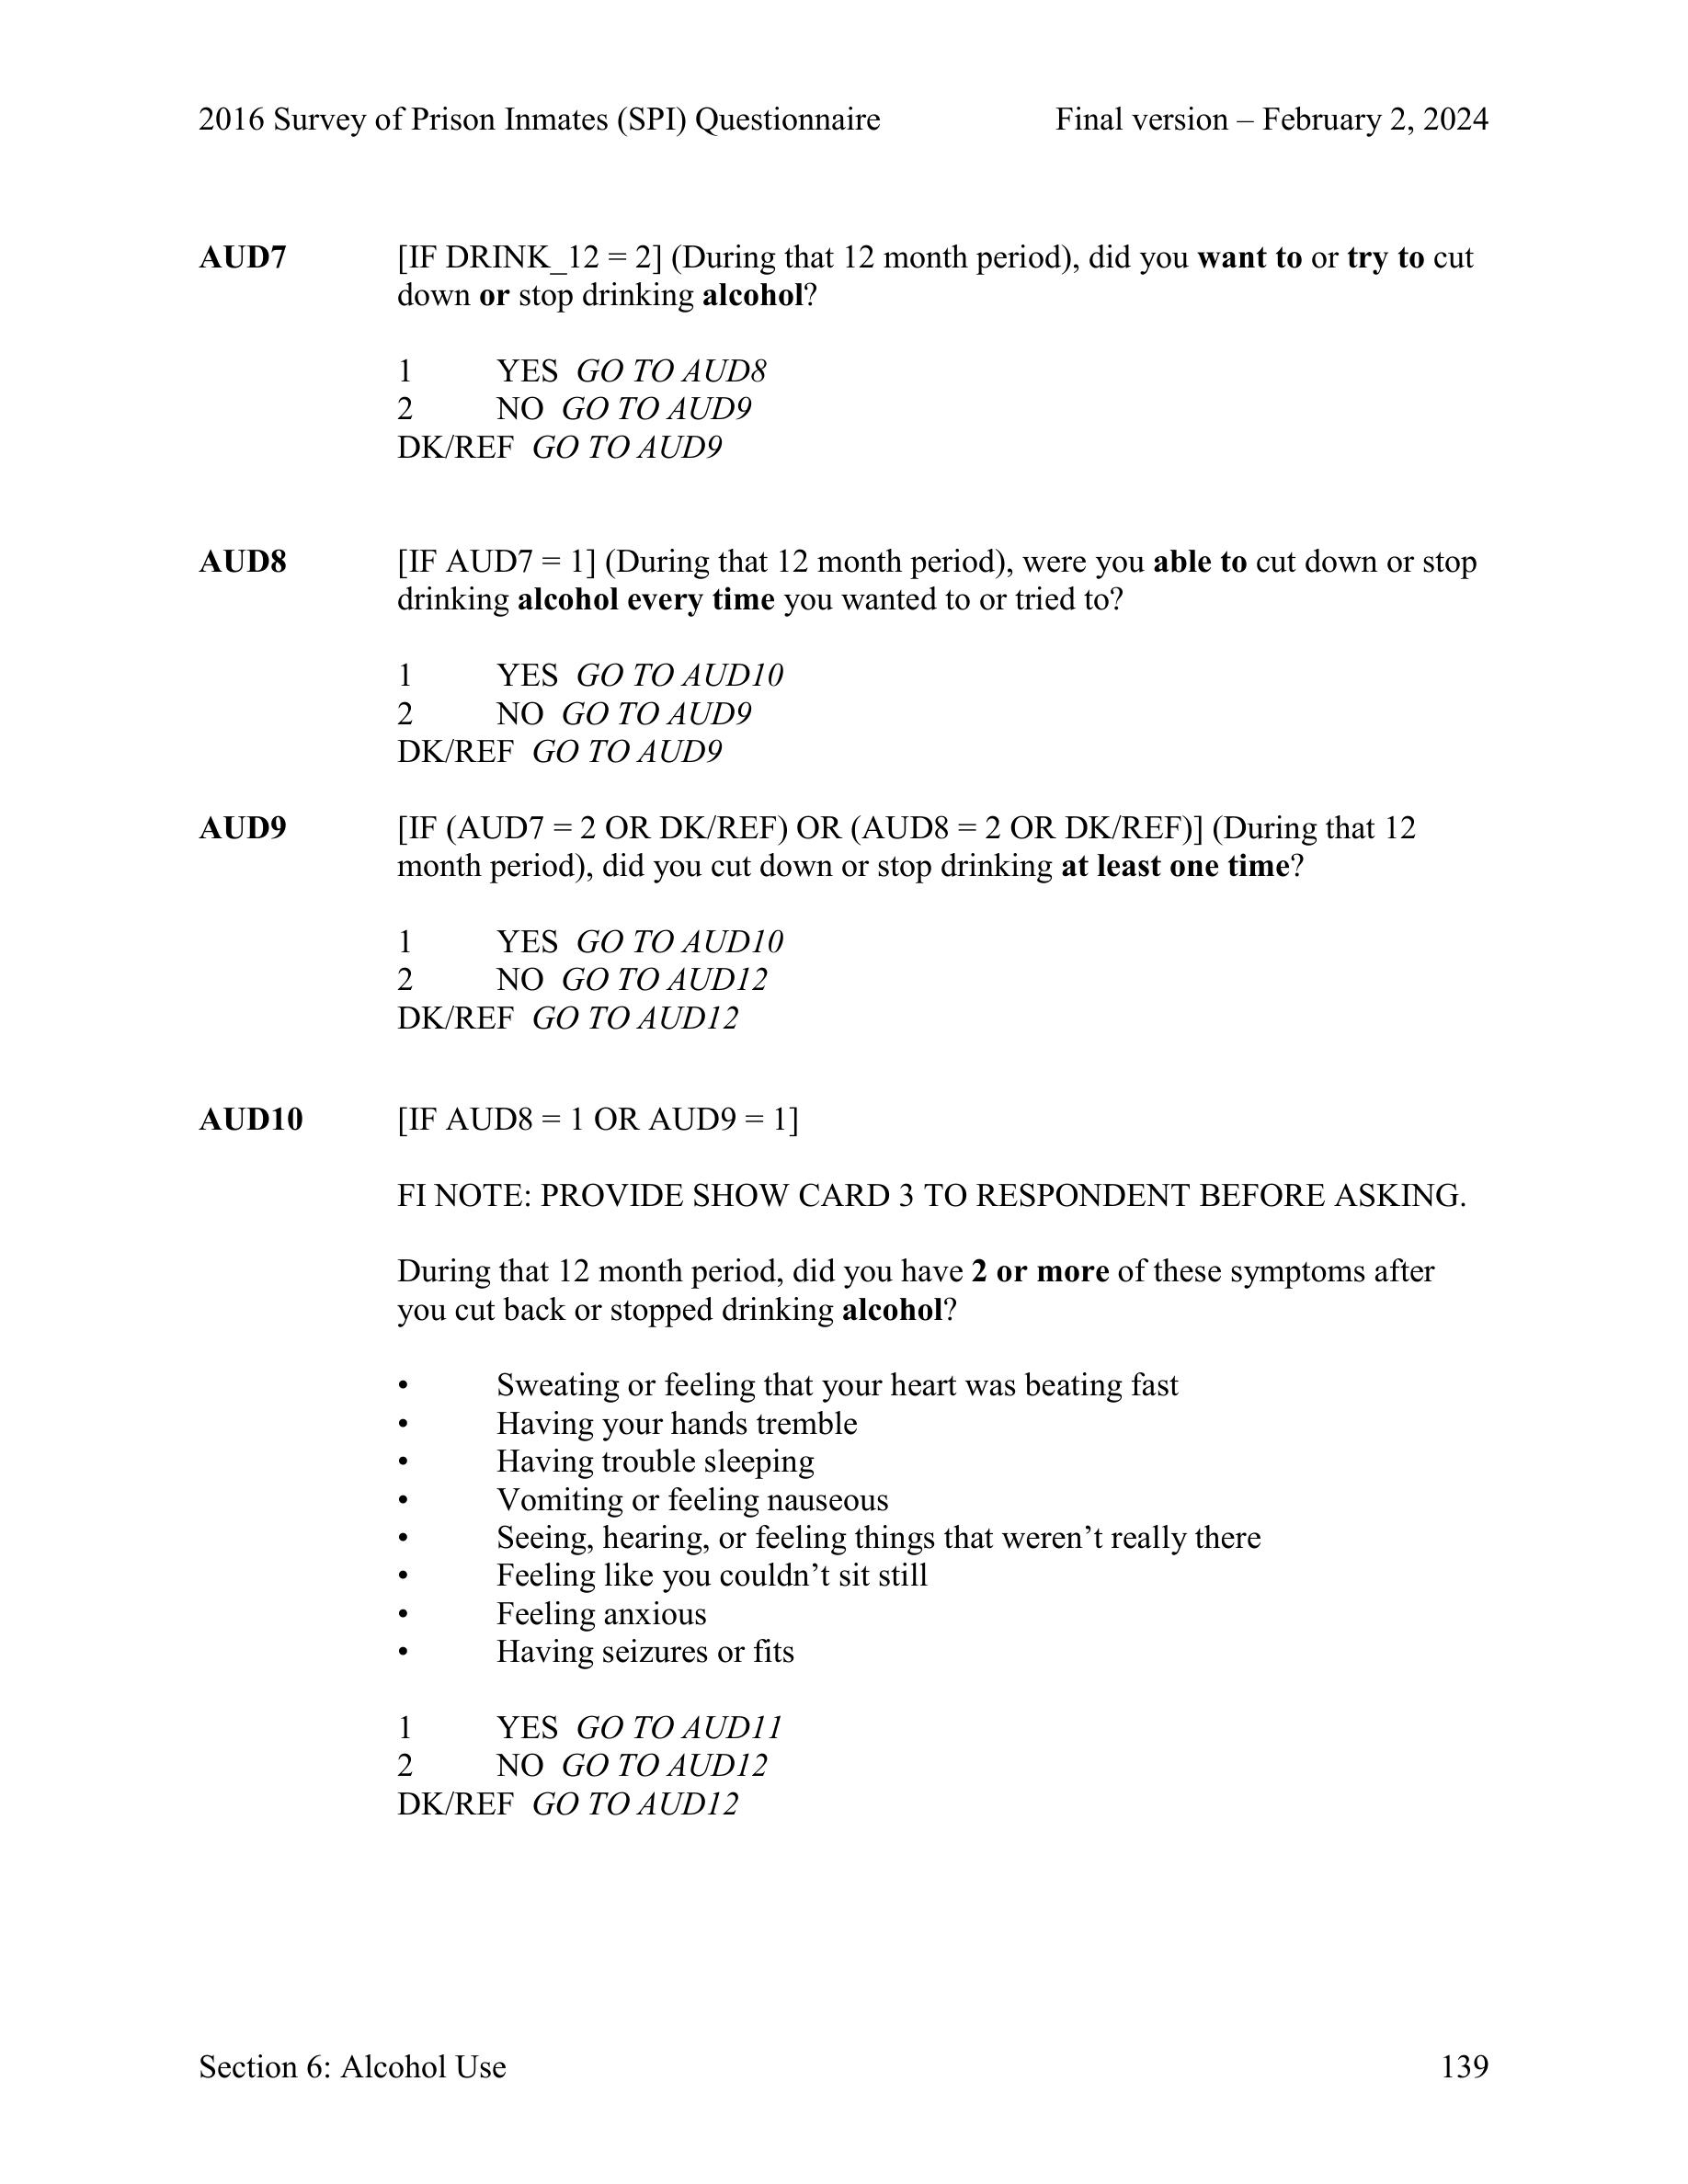 2016 Survey of Prison Inmates (SPI) Questionnaire Final version – February 2, 2024
AUD7 [IF DRINK_12 = 2] (During that 12 month period), did you want to or try to cut
down or stop drinking alcohol?
1 YES GO TO AUD8
2 NO GO TO AUD9
DK/REF GO TO AUD9
AUD8 [IF AUD7 = 1] (During that 12 month period), were you able to cut down or stop
drinking alcohol every time you wanted to or tried to?
1 YES GO TO AUD10
2 NO GO TO AUD9
DK/REF GO TO AUD9
AUD9 [IF (AUD7 = 2 OR DK/REF) OR (AUD8 = 2 OR DK/REF)] (During that 12
month period), did you cut down or stop drinking at least one time?
1 YES GO TO AUD10
2 NO GO TO AUD12
DK/REF GO TO AUD12
AUD10 [IF AUD8 = 1 OR AUD9 = 1]
FI NOTE: PROVIDE SHOW CARD 3 TO RESPONDENT BEFORE ASKING.
During that 12 month period, did you have 2 or more of these symptoms after
you cut back or stopped drinking alcohol?
• Sweating or feeling that your heart was beating fast
• Having your hands tremble
• Having trouble sleeping
• Vomiting or feeling nauseous
• Seeing, hearing, or feeling things that weren’t really there
• Feeling like you couldn’t sit still
• Feeling anxious
• Having seizures or fits
1 YES GO TO AUD11
2 NO GO TO AUD12
DK/REF GO TO AUD12
Section 6: Alcohol Use 139